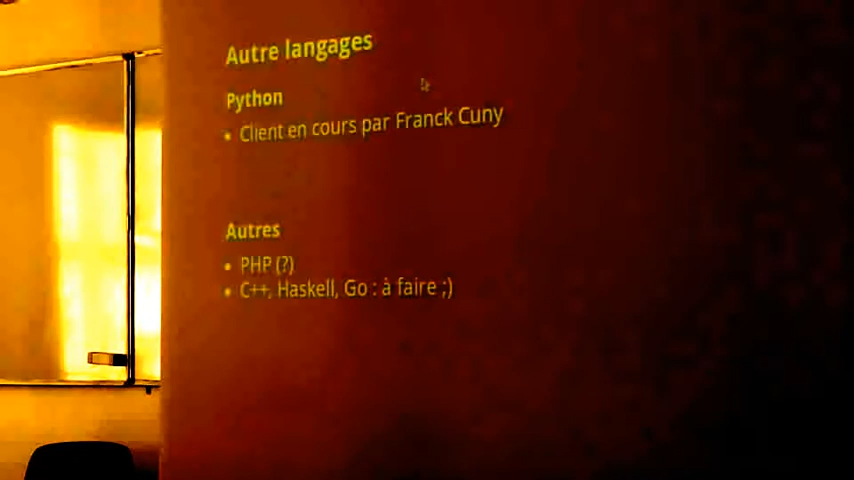 Autre langages
Python
• Client en cours par Franck Cuny
Autres
• PHP (?)
• C++, Haskell, Go : à faire ;)